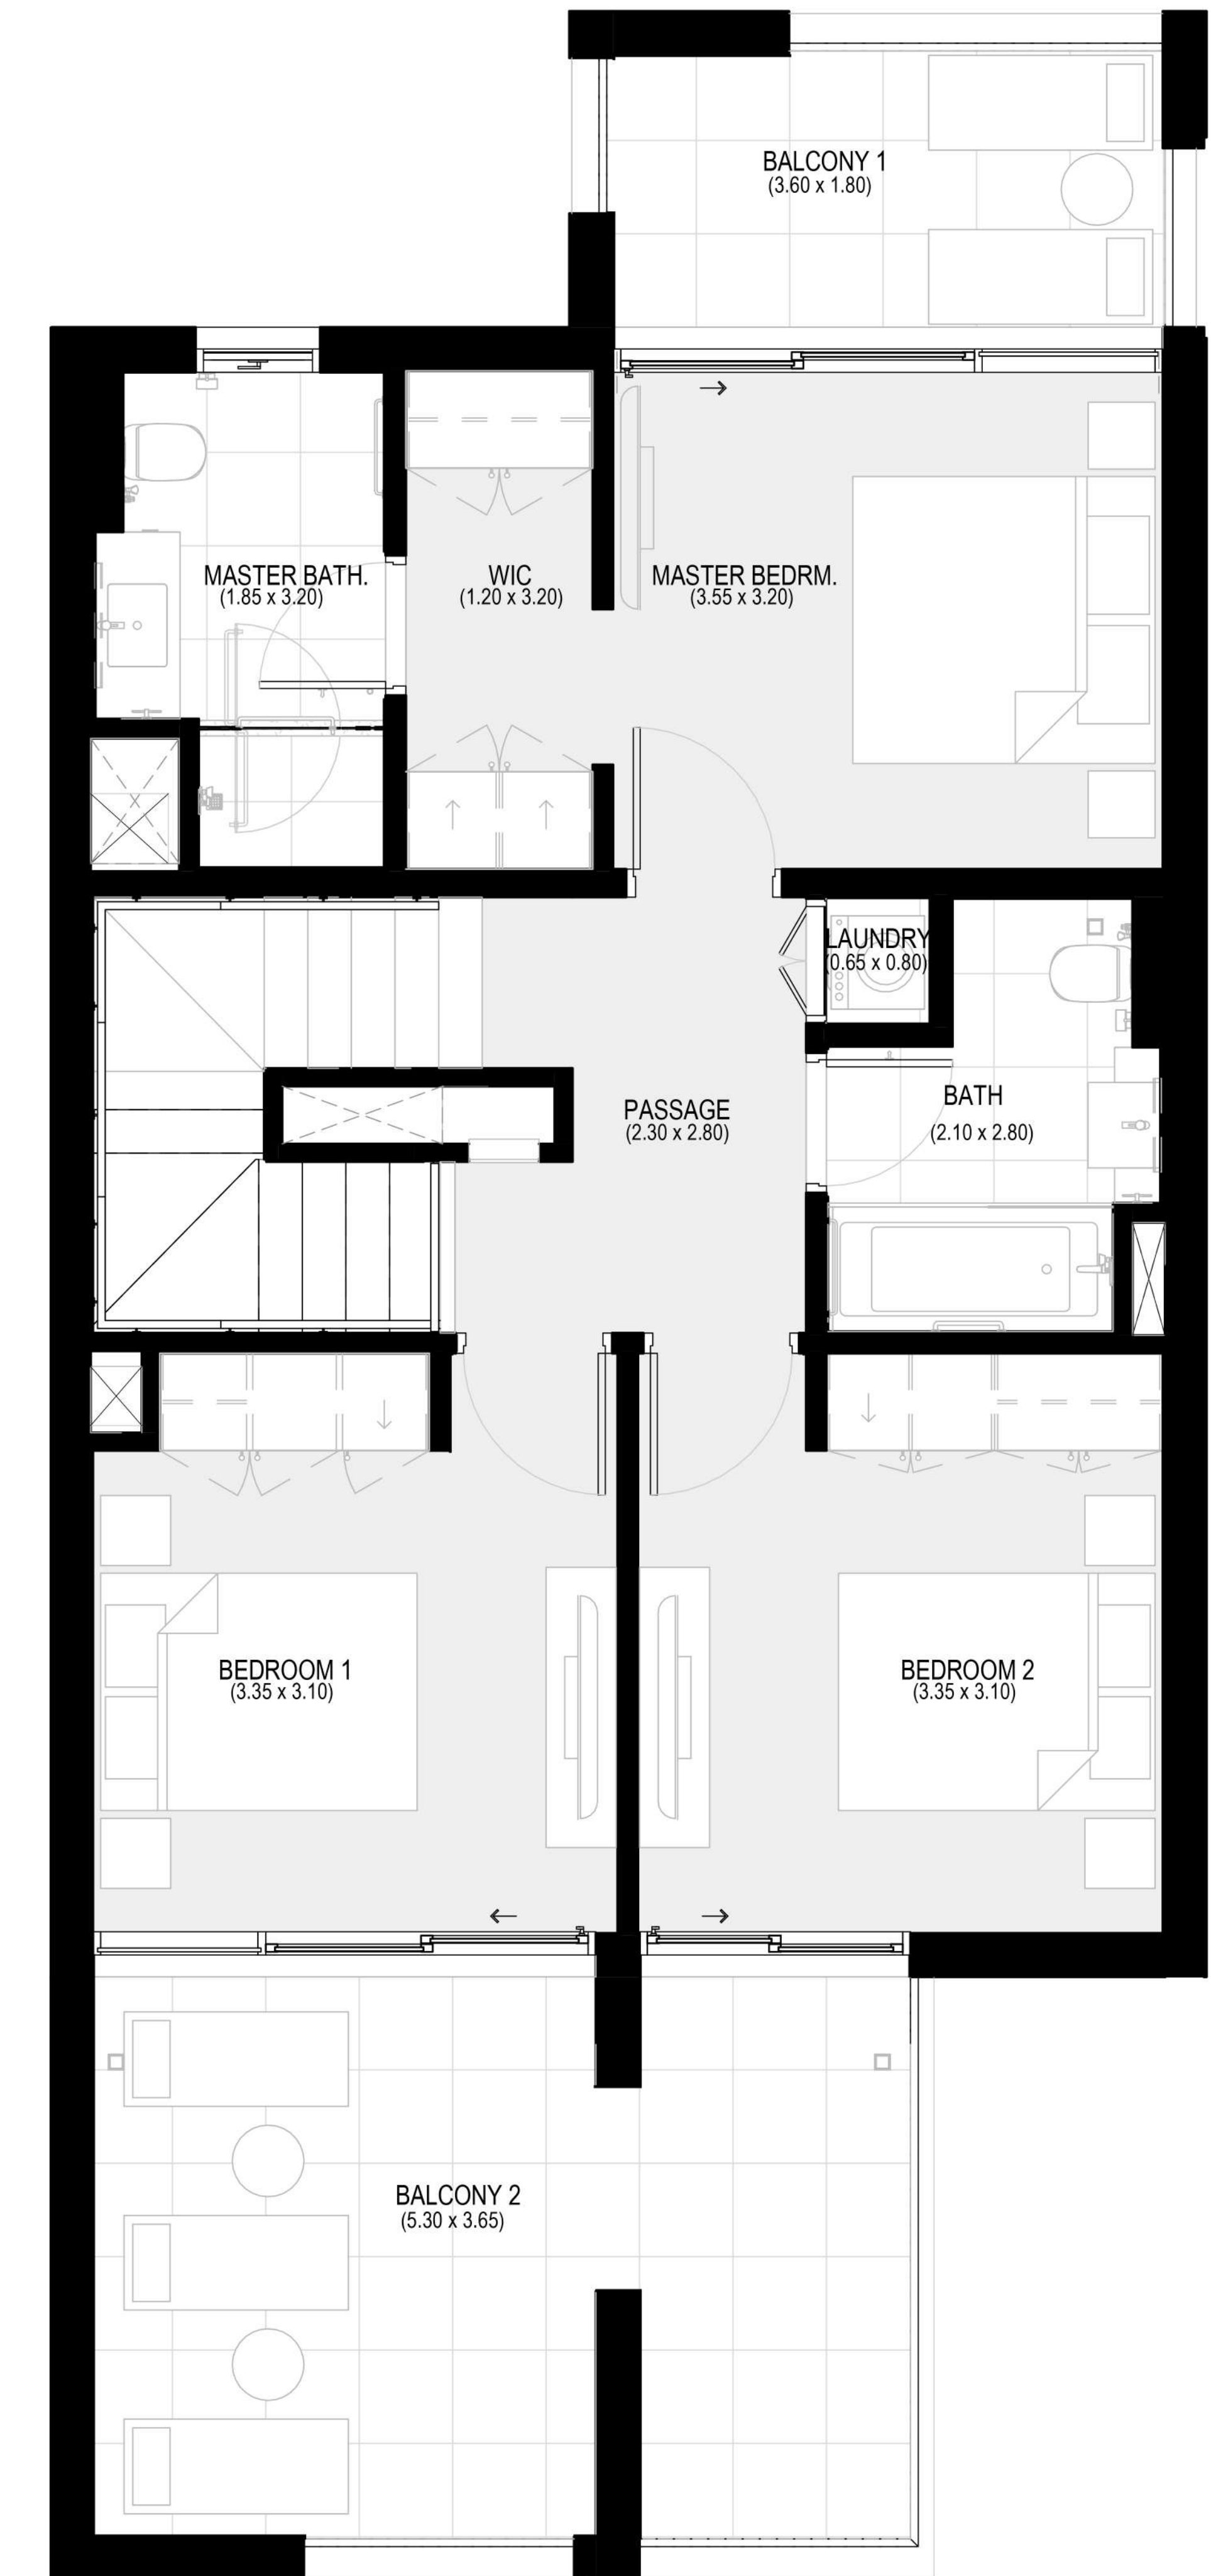 BALCONY 1
(3.60 x 1.80)
MASTER BATH.
(1.85 x 3.20)
WIC
(1.20 x 3.20)
MASTER BEDRM.
(3.55 x 3.20)
LAUNDRY
(0.65 x 0.80)
PASSAGE
(2.30 x 2.80)
BATH
(2.10 x 2.80)
BEDROOM 1
(3.35 x 3.10)
BEDROOM 2
(3.35 x 3.10)
BALCONY 2
(5.30 x 3.65)